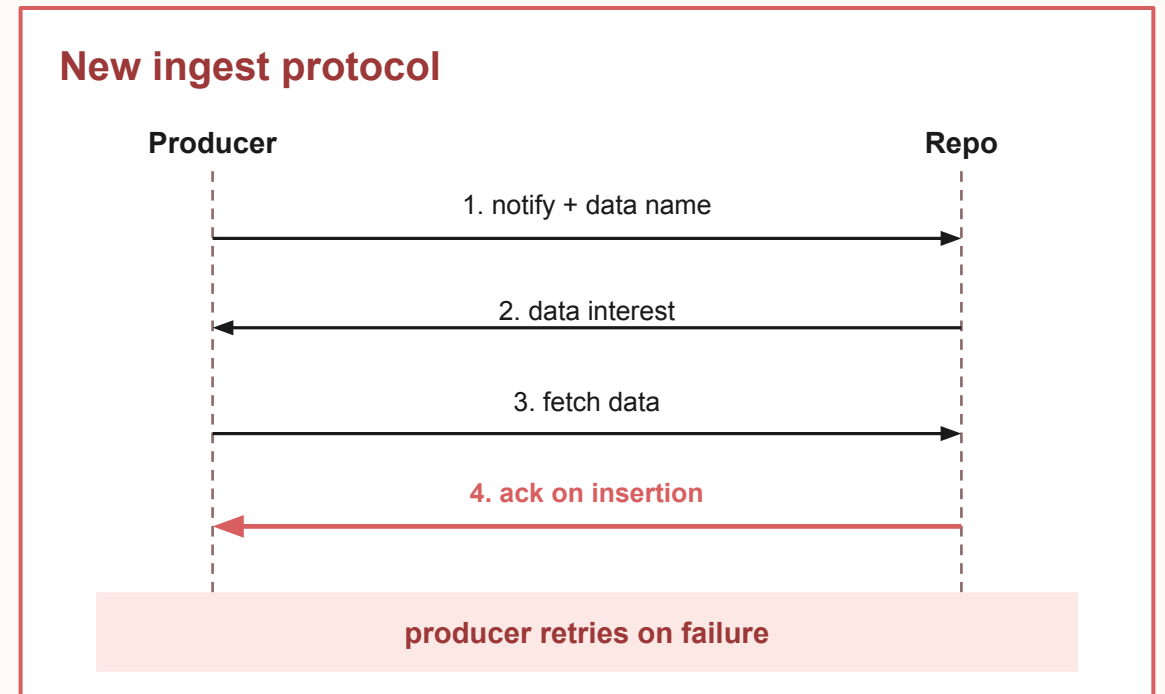 New ingest protocol
Producer
Repo
1. notify + data name
2. data interest
3. fetch data
4. ack on insertion
producer retries on failure